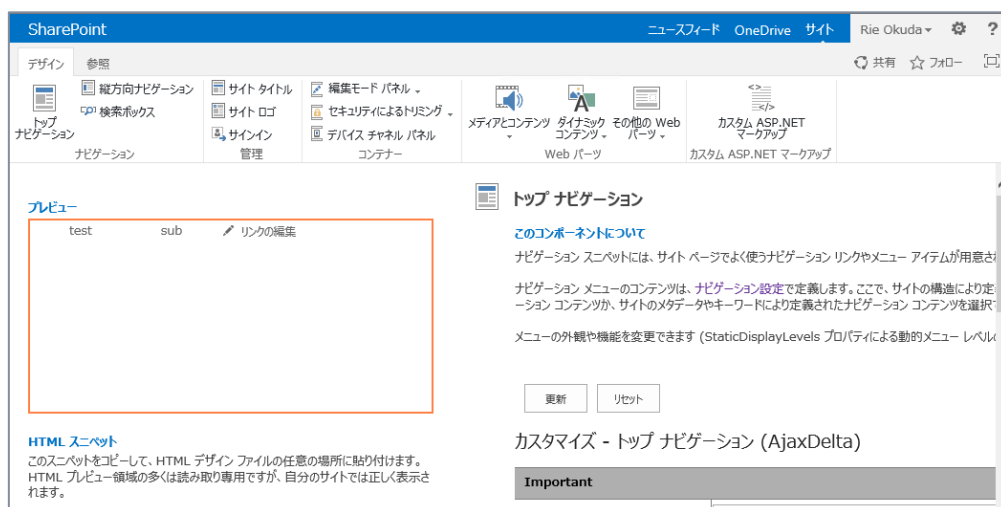 SharePoint
ニュースフィード OneDrive サイト Rie Okuda ?
デザイン 参照
共有 フォロー
トップ
ナビゲーション
縦方向ナビゲーション
検索ボックス
ナビゲーション
サイト タイトル
サイト ロゴ
サインイン
管理
編集モード パネル
セキュリティによるトリミング
デバイス チャネル パネル
コンテナー
メディアとコンテンツ
ダイナミック
コンテンツ
その他の Web
パーツ
Web パーツ
カスタム ASP.NET
マークアップ
カスタム ASP.NET マークアップ
プレビュー
test sub リンクの編集
HTML スニペット
このスニペットをコピーして、HTML デザイン ファイルの任意の場所に貼り付けます。
HTML プレビュー領域の多くは読み取り専用ですが、自分のサイトでは正しく表示さ
れます。
トップ ナビゲーション
このコンポーネントについて
ナビゲーション スニペットには、サイト ページでよく使うナビゲーション リンクやメニュー アイテムが用意され
ナビゲーション メニューのコンテンツは、ナビゲーション設定で定義します。ここで、サイトの構造により定
ーション コンテンツか、サイトのメタデータやキーワードにより定義されたナビゲーション コンテンツを選択
メニューの外観や機能を変更できます (StaticDisplayLevels プロパティによる動的メニュー レベルの
更新 リセット
カスタマイズ - トップ ナビゲーション (AjaxDelta)
Important